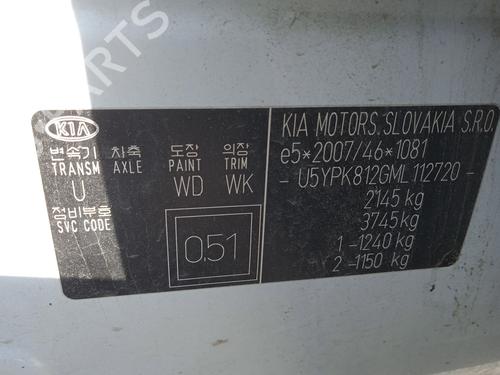 PARTS
KIA
변속기 차축 도장 의장
TRANSM AXLE PAINT TRIM
U WD WK
정비부호
SVC CODE
0.51
KIA MOTORS, SLOVAKIA S.R.O.
e5*2007/46*1081
- U5YPK812GML112720 -
2145 kg
3745 kg
1 -1240 kg
2 -1150 kg